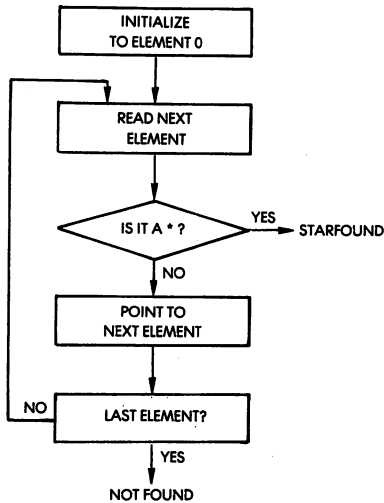 INITIALIZE
TO ELEMENT 0
READ NEXT
ELEMENT
IS IT A * ?
YES
STARFOUND
NO
POINT TO
NEXT ELEMENT
NO
LAST ELEMENT?
YES
NOT FOUND